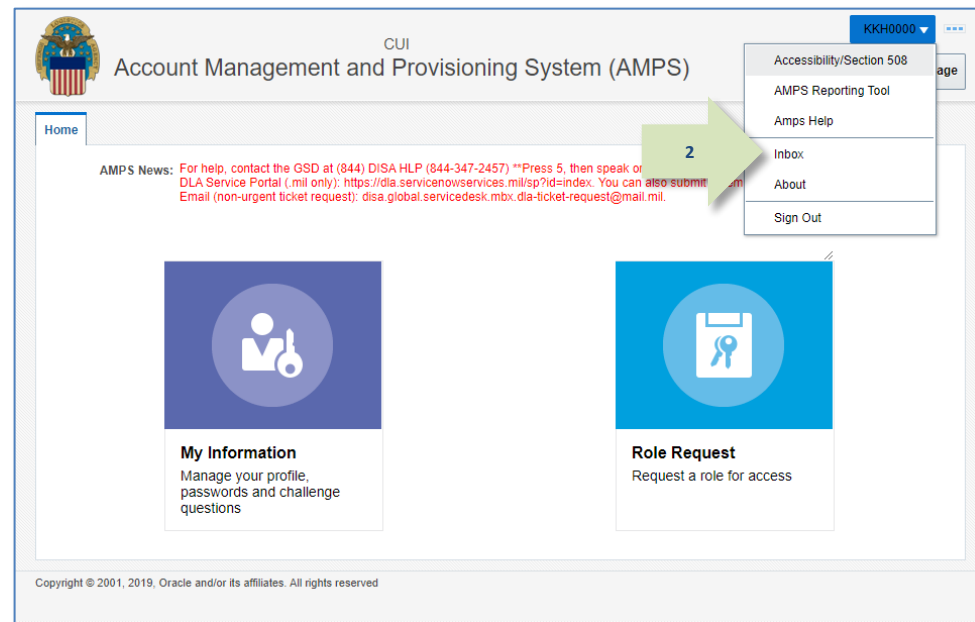 CUI
Account Management and Provisioning System (AMPS)
KKH0000
age
Accessibility/Section 508
AMPS Reporting Tool
Amps Help
Inbox
About
Sign Out
2
Home
AMPS News: For help, contact the GSD at (844) DISA HLP (844-347-2457) **Press 5, then speak or
DLA Service Portal (.mil only); https://dla.servicenowservices.mil/sp?id=index. You can also submit
Email (non-urgent ticket request): disa.global.servicedesk.mbx.dla-ticket-request@mail.mil.
My Information
Manage your profile,
passwords and challenge
questions
Role Request
Request a role for access
Copyright © 2001, 2019, Oracle and/or its affiliates. All rights reserved